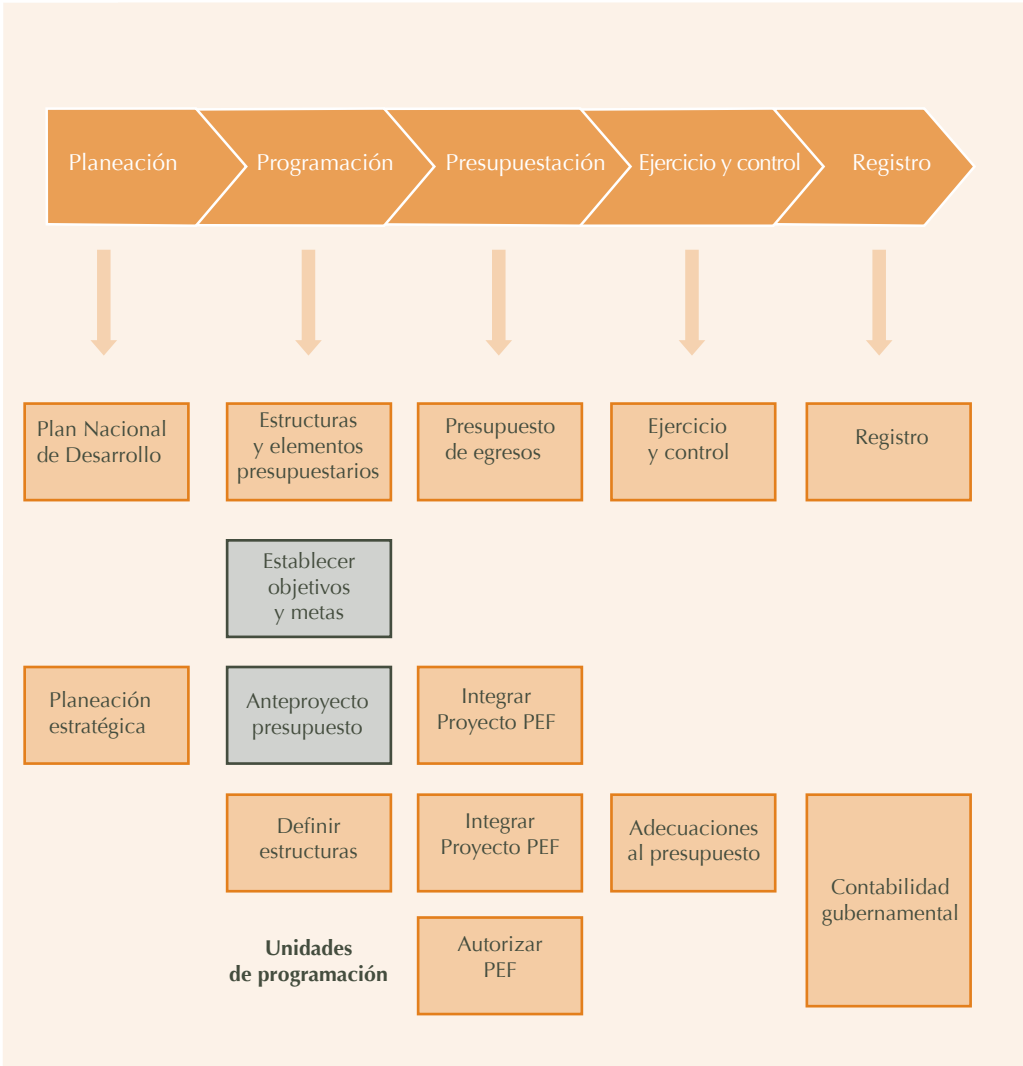 Planeación
Programación
Presupuestación
Ejercicio y control
Registro
Plan Nacional
de Desarrollo
Estructuras
y elementos
presupuestarios
Presupuesto
de egresos
Ejercicio
y control
Registro
Establecer
objetivos
y metas
Planeación
estratégica
Anteproyecto
presupuesto
Integrar
Proyecto PEF
Definir
estructuras
Integrar
Proyecto PEF
Adecuaciones
al presupuesto
Contabilidad
gubernamental
Unidades
de programación
Autorizar
PEF